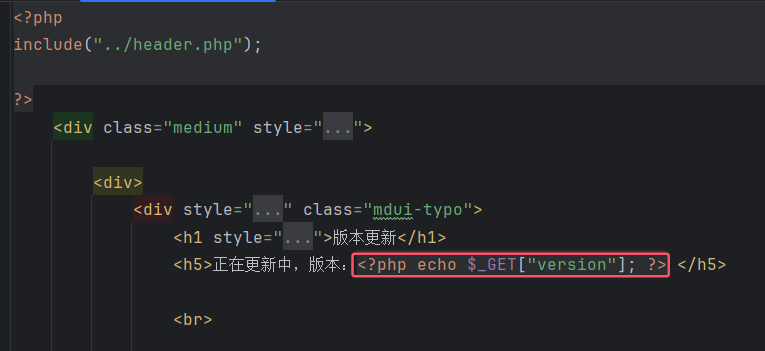 <?php
include("../header.php");
?>
<div class="medium" style="...">
<div>
<div style="..." class="mdui-typo">
<h1 style="...">版本更新</h1>
<h5>正在更新中，版本：<?php echo $_GET["version"]; ?> </h5>
<br>